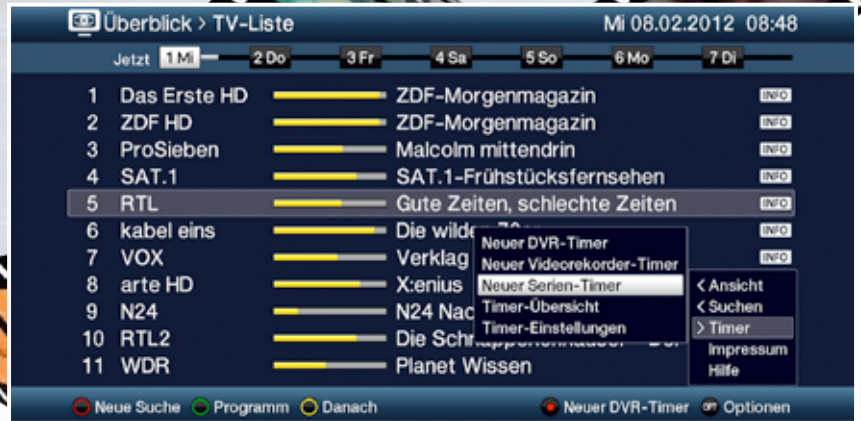 Überblick > TV-Liste Mi 08.02.2012 08:48
Jetzt 1 Mi 2 Do 3 Fr 4 Sa 5 So 6 Mo 7 Di
1 Das Erste HD ZDF-Morgenmagazin INFO
2 ZDF HD ZDF-Morgenmagazin INFO
3 ProSieben Malcolm mittendrin INFO
4 SAT.1 SAT.1-Frühstücksfernsehen INFO
5 RTL Gute Zeiten, schlechte Zeiten INFO
6 kabel eins Die wilden INFO
7 VOX Verklag INFO
8 arte HD X:enius
9 N24 N24 Nac
10 RTL2 Die
11 WDR Planet Wissen
Neuer DVR-Timer
Neuer Videorekorder-Timer
Neuer Serien-Timer
Timer-Übersicht
Timer-Einstellungen
< Ansicht
< Suchen
> Timer
Impressum
Hilfe
Neue Suche Programm Danach Neuer DVR-Timer OPT Optionen